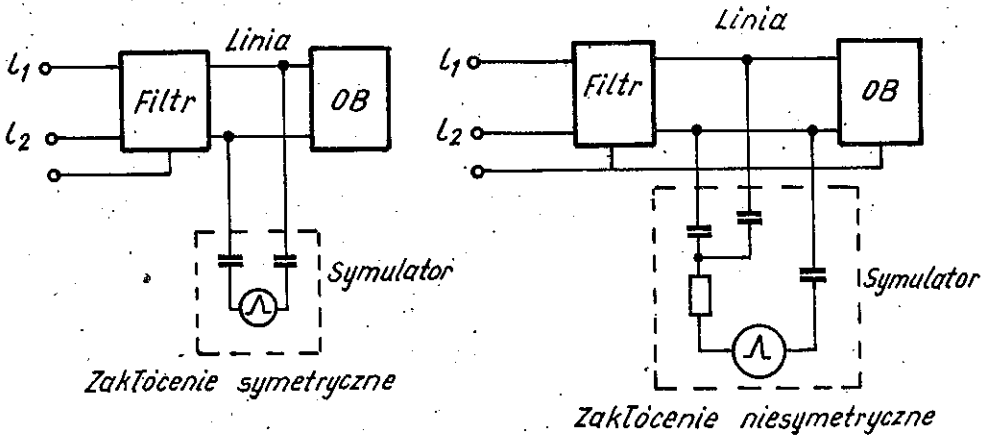 Linia
l1
Filtr
OB
l2
Symulator
Zakłócenie symetryczne
Linia
l1
Filtr
OB
l2
Symulator
Zakłócenie niesymetryczne